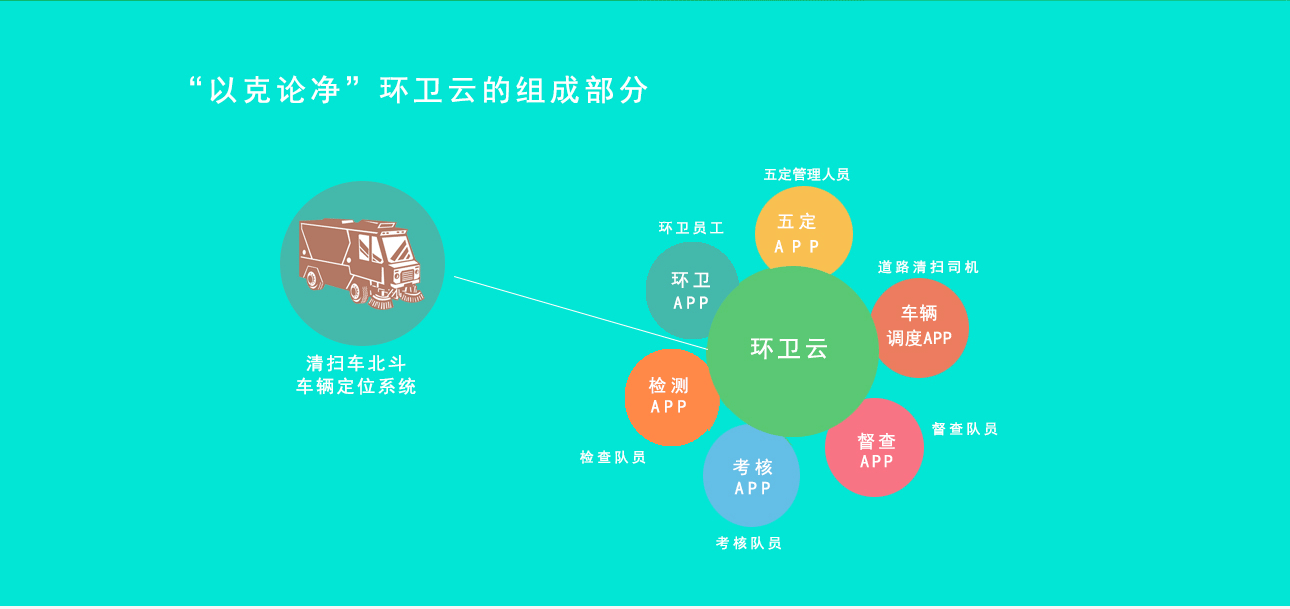 “以克论净”环卫云的组成部分
清扫车北斗
车辆定位系统
五定管理人员
五定
APP
环卫员工
环卫
APP
道路清扫司机
车辆
调度APP
环卫云
检测
APP
检查队员
督查队员
督查
APP
考核
APP
考核队员